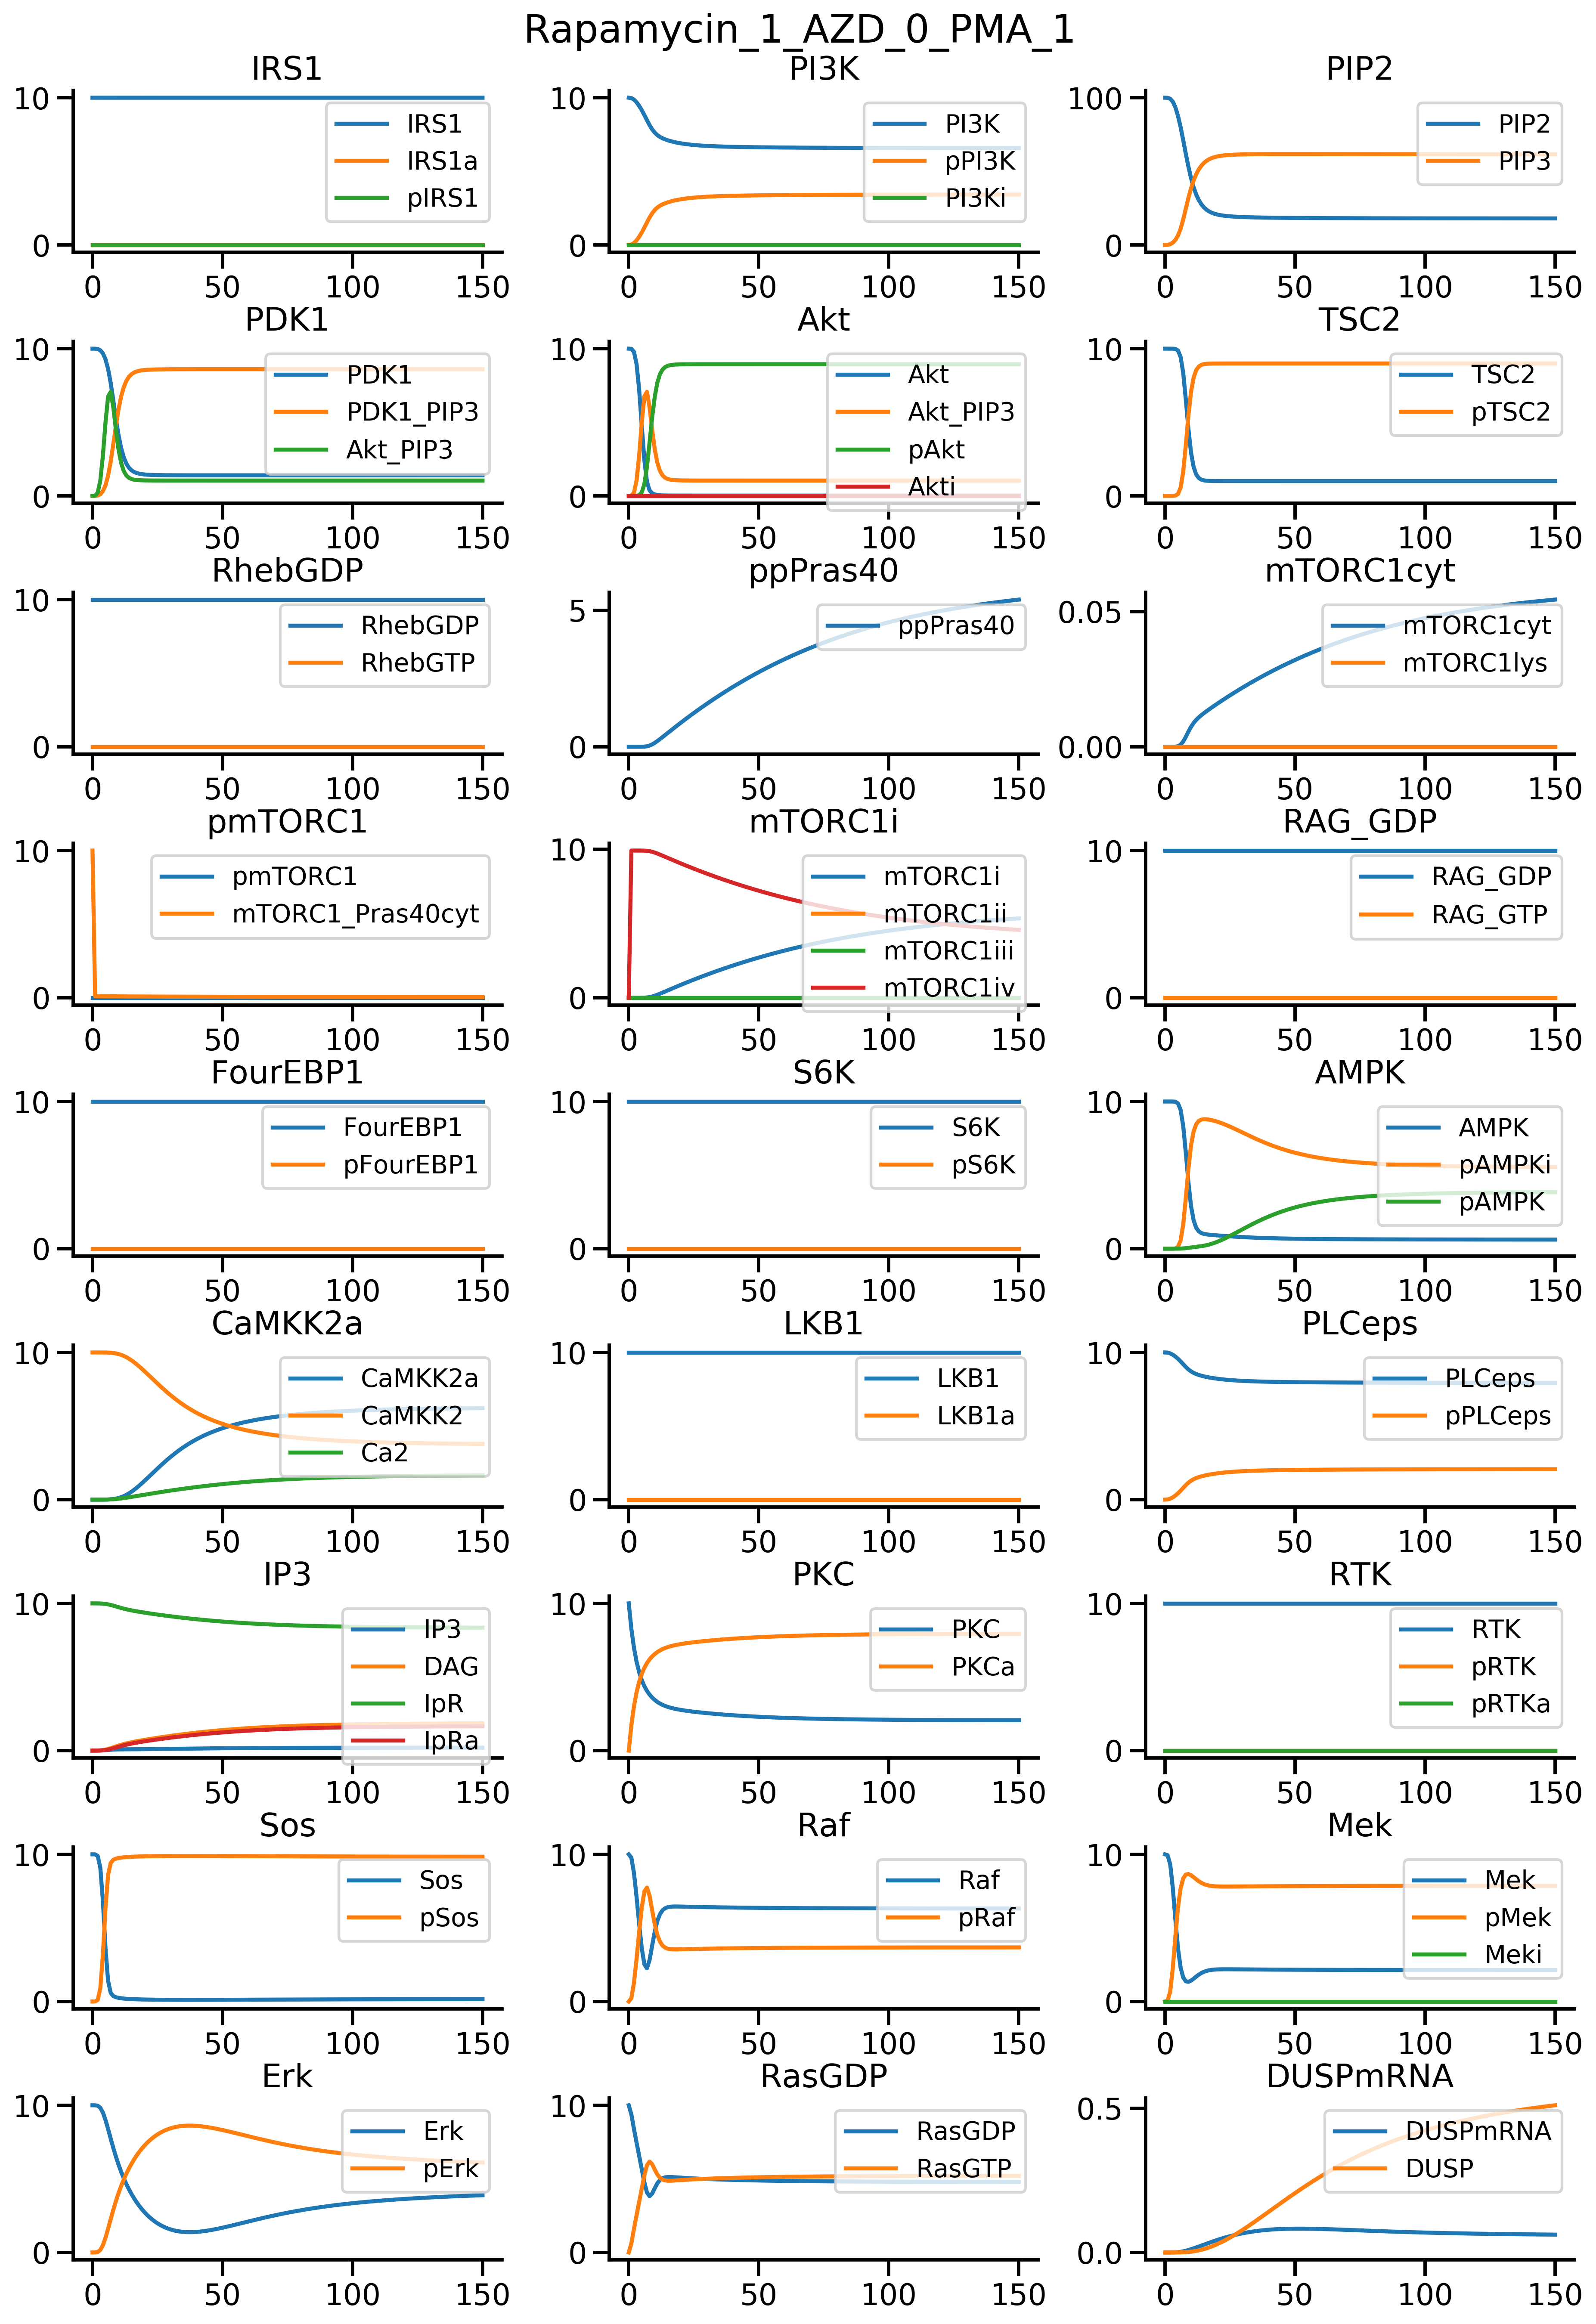 Rapamycin_1_AZD_0_PMA_1
IRS1
10
0
0 50 100 150
IRS1
IRS1a
pIRS1
PI3K
10
0
0 50 100 150
PI3K
pPI3K
PI3Ki
PIP2
100
0
0 50 100 150
PIP2
PIP3
PDK1
10
0
0 50 100 150
PDK1
PDK1_PIP3
Akt_PIP3
Akt
10
0
0 50 100 150
Akt
Akt_PIP3
pAkt
Akti
TSC2
10
0
0 50 100 150
TSC2
pTSC2
RhebGDP
10
0
0 50 100 150
RhebGDP
RhebGTP
ppPras40
5
0
0 50 100 150
ppPras40
mTORC1cyt
0.05
0.00
0 50 100 150
mTORC1cyt
mTORC1lys
pmTORC1
10
0
0 50 100 150
pmTORC1
mTORC1_Pras40cyt
mTORC1i
10
0
0 50 100 150
mTORC1i
mTORC1ii
mTORC1iii
mTORC1iv
RAG_GDP
10
0
0 50 100 150
RAG_GDP
RAG_GTP
FourEBP1
10
0
0 50 100 150
FourEBP1
pFourEBP1
S6K
10
0
0 50 100 150
S6K
pS6K
AMPK
10
0
0 50 100 150
AMPK
pAMPKi
pAMPK
CaMKK2a
10
0
0 50 100 150
CaMKK2a
CaMKK2
Ca2
LKB1
10
0
0 50 100 150
LKB1
LKB1a
PLCeps
10
0
0 50 100 150
PLCeps
pPLCeps
IP3
10
0
0 50 100 150
IP3
DAG
IpR
IpRa
PKC
10
0
0 50 100 150
PKC
PKCa
RTK
10
0
0 50 100 150
RTK
pRTK
pRTKa
Sos
10
0
0 50 100 150
Sos
pSos
Raf
10
0
0 50 100 150
Raf
pRaf
Mek
10
0
0 50 100 150
Mek
pMek
Meki
Erk
10
0
0 50 100 150
Erk
pErk
RasGDP
10
0
0 50 100 150
RasGDP
RasGTP
DUSPmRNA
0.5
0.0
0 50 100 150
DUSPmRNA
DUSP